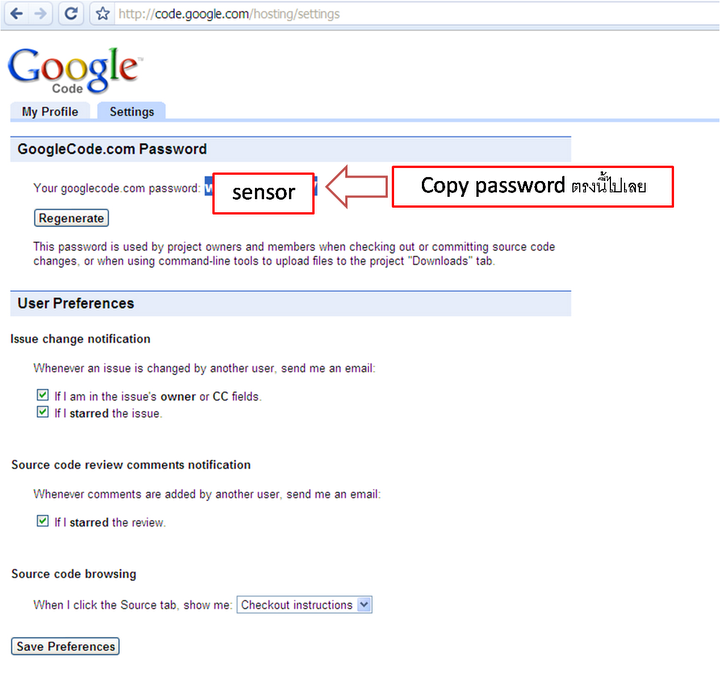 http://code.google.com/hosting/settings
Google
Code
My Profile Settings
GoogleCode.com Password
Your googlecode.com password: sensor Copy password ตรงนี้ไปเลย
Regenerate
This password is used by project owners and members when checking out or committing source code
changes, or when using command-line tools to upload files to the project "Downloads" tab.
User Preferences
Issue change notification
Whenever an issue is changed by another user, send me an email:
If I am in the issue's owner or CC fields.
If I starred the issue.
Source code review comments notification
Whenever comments are added by another user, send me an email:
If I starred the review.
Source code browsing
When I click the Source tab, show me: Checkout instructions
Save Preferences